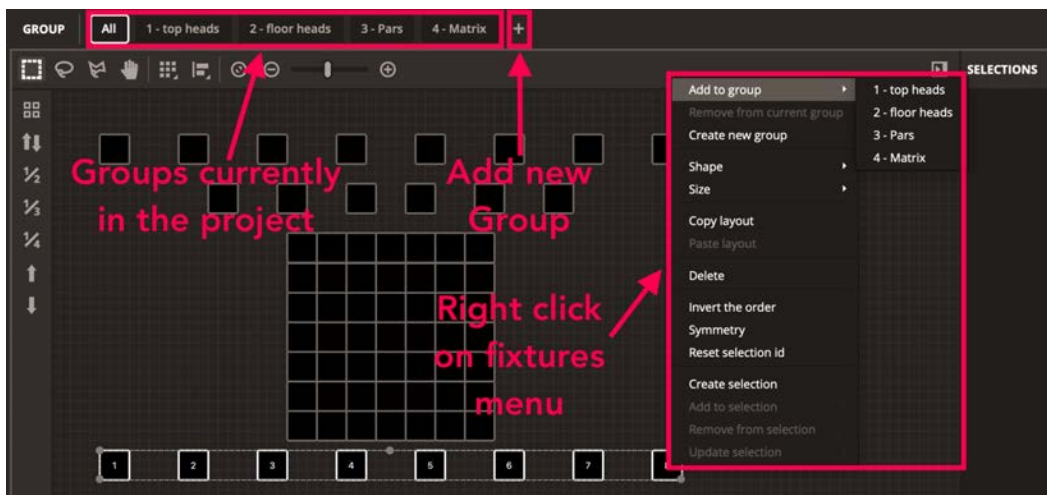 GROUP All 1 - top heads 2 - floor heads 3 - Pars 4 - Matrix +
SELECTIONS
1/2
1/3
1/4
Groups currently
in the project
Add new
Group
Right click
on fixtures
menu
Add to group
Remove from current group
Create new group
Shape
Size
Copy layout
Paste layout
Delete
Invert the order
Symmetry
Reset selection id
Create selection
Add to selection
Remove from selection
Update selection
1 - top heads
2 - floor heads
3 - Pars
4 - Matrix
1 2 3 4 5 6 7